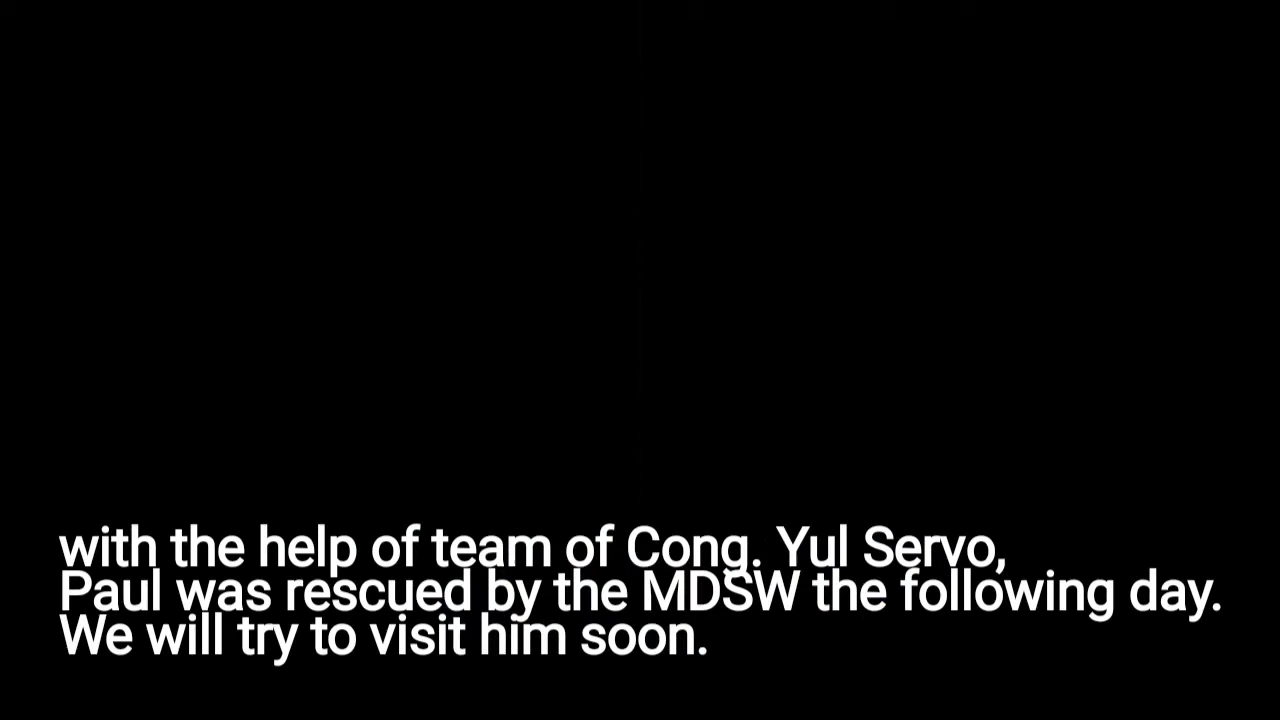 with the help of team of Cong. Yul Servo,
Paul was rescued by the MDSW the following day.
We will try to visit him soon.